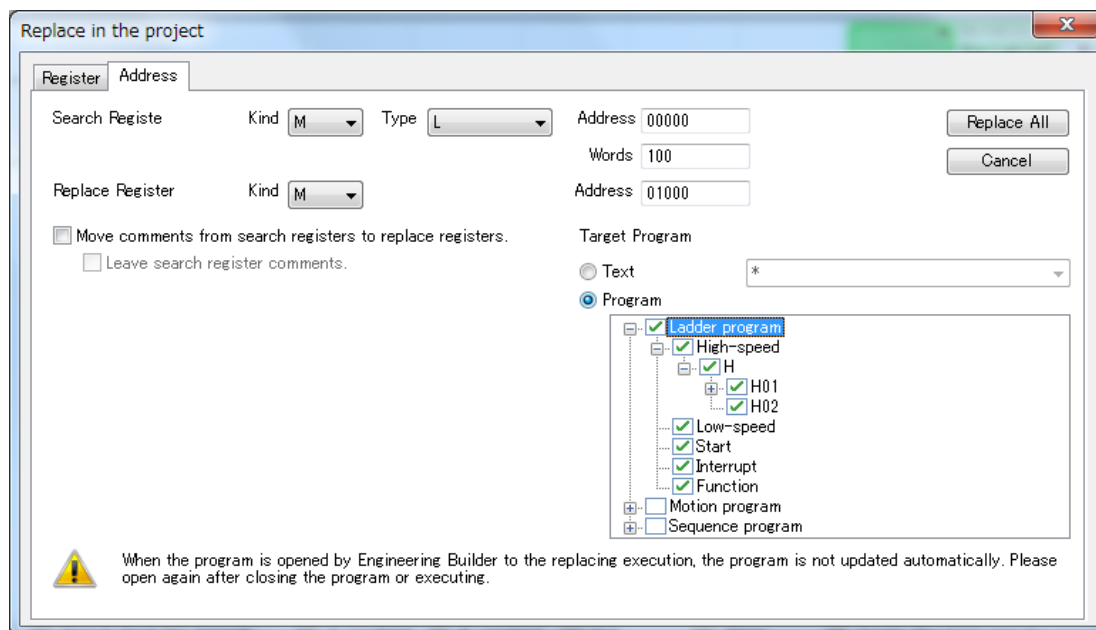 Replace in the project
Register Address
Search Registe Kind M Type L Address 00000 Replace All
Words 100 Cancel
Replace Register Kind M Address 01000
Move comments from search registers to replace registers. Target Program
Leave search register comments. Text *
Program
Ladder program
High-speed
H
H01
H02
Low-speed
Start
Interrupt
Function
Motion program
Sequence program
When the program is opened by Engineering Builder to the replacing execution, the program is not updated automatically. Please
open again after closing the program or executing.